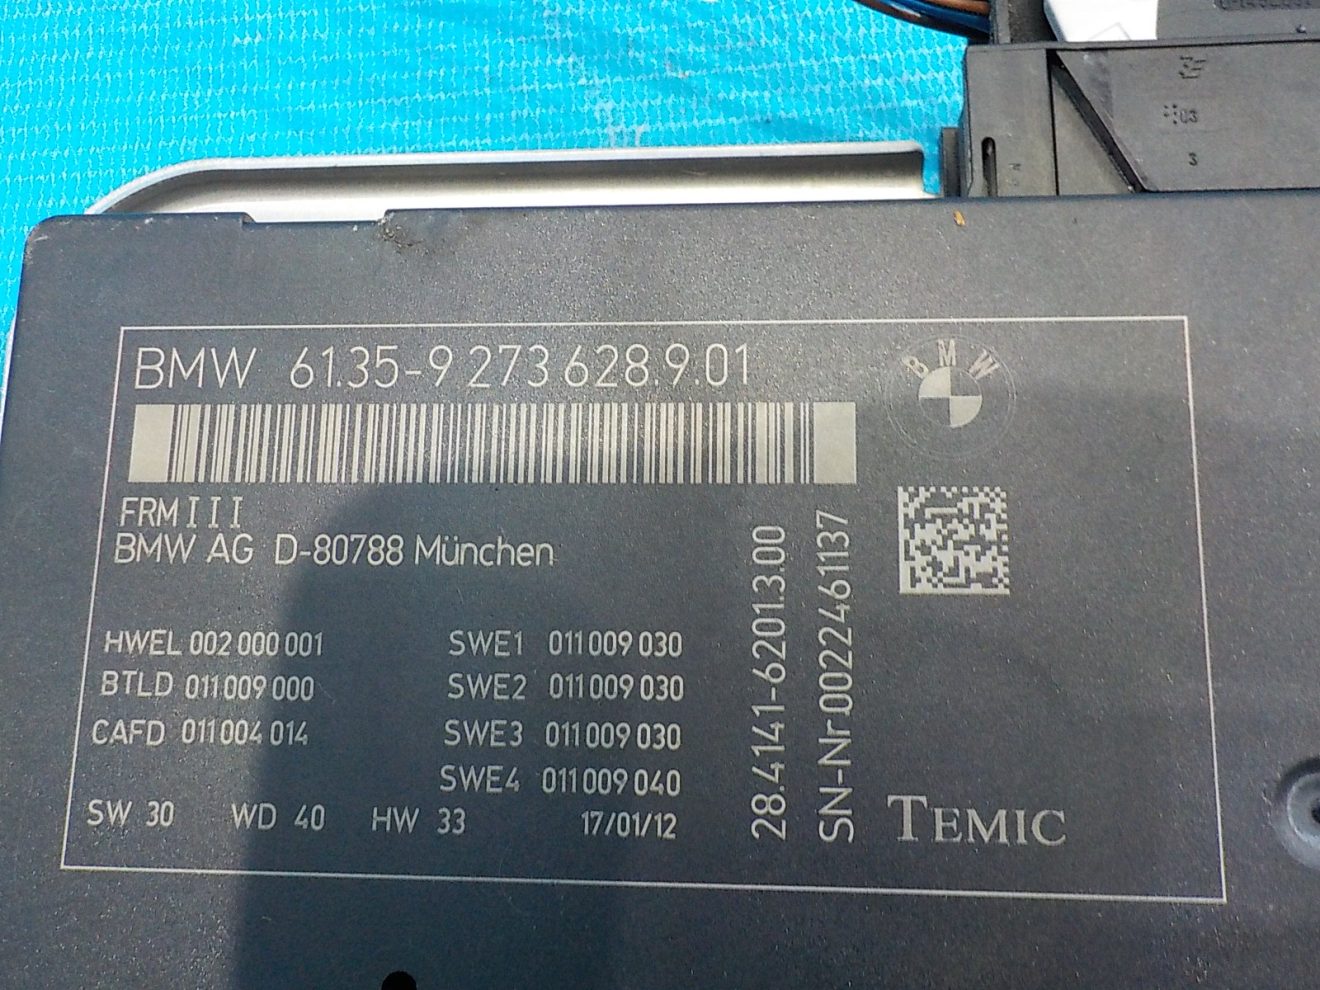 03
3
BMW 61.35-9 273 628.9.01
BMW
FRM III
BMW AG D-80788 München
HWEL 002 000 001
SWE1 011 009 030
BTLD 011 009 000
SWE2 011 009 030
CAFD 011 004 014
SWE3 011 009 030
SWE4 011 009 040
SW 30 WD 40 HW 33 17/01/12
28.4141-6201.3.00
SN-Nr.0022461137
TEMIC